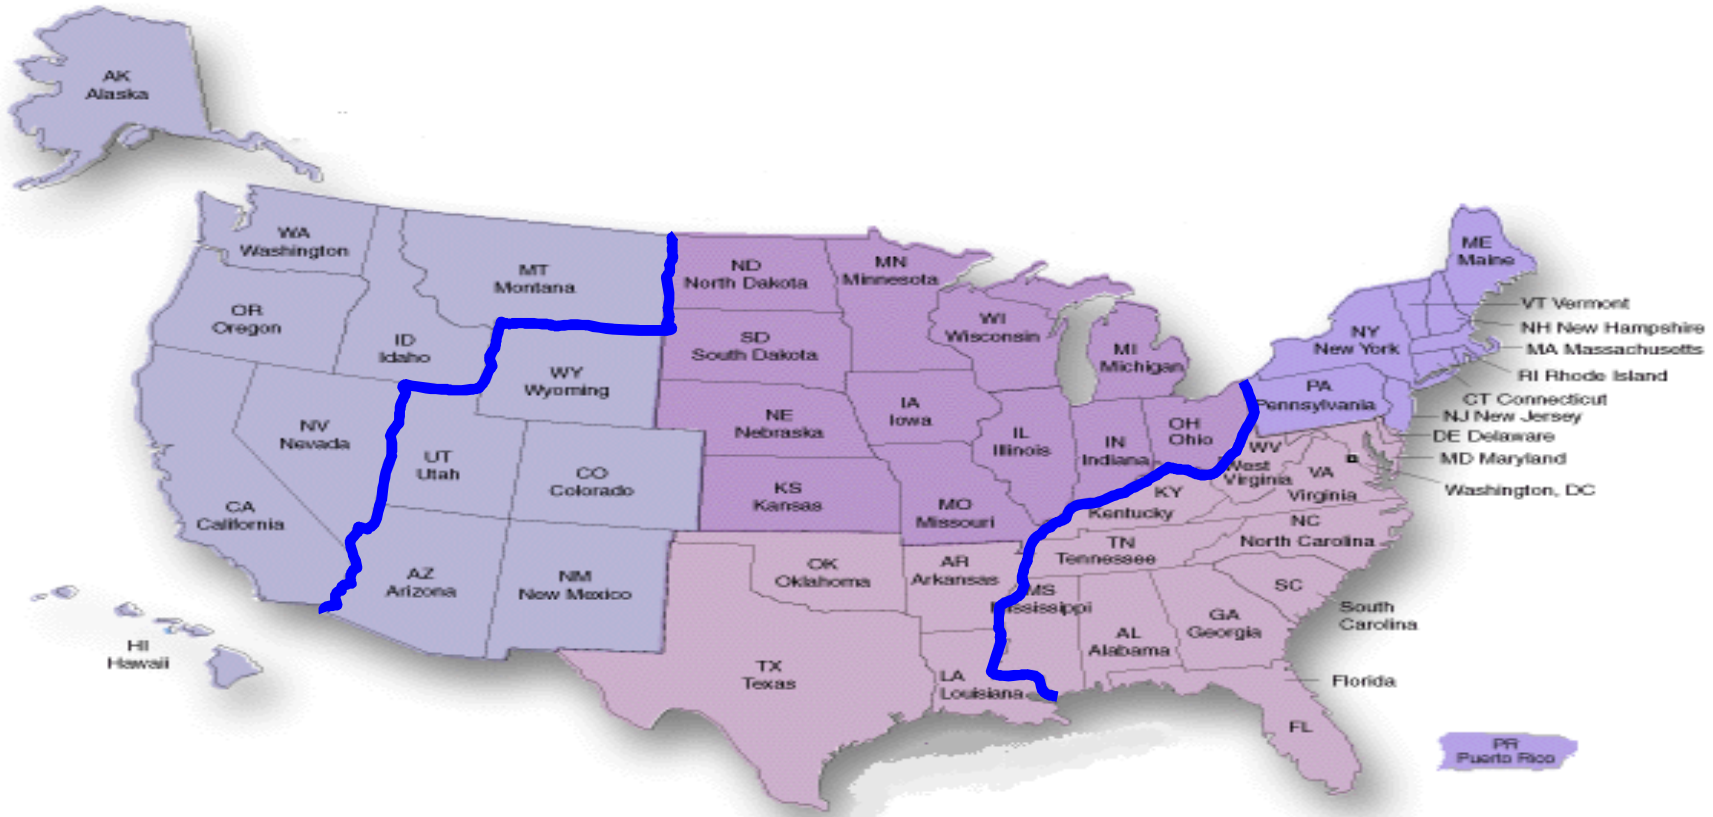 AK
Alaska
WA
Washington
MT
Montana
ND
North Dakota
MN
Minnesota
ME
Maine
OR
Oregon
ID
Idaho
SD
South Dakota
WI
Wisconsin
MI
Michigan
NY
New York
VT Vermont
NH New Hampshire
MA Massachusetts
RI Rhode Island
CT Connecticut
NJ New Jersey
DE Delaware
MD Maryland
Washington, DC
WY
Wyoming
PA
Pennsylvania
NV
Nevada
UT
Utah
CO
Colorado
NE
Nebraska
IA
Iowa
IL
Illinois
IN
Indiana
OH
Ohio
WV
West
Virginia
VA
Virginia
CA
California
KS
Kansas
MO
Missouri
KY
Kentucky
NC
North Carolina
TN
Tennessee
AZ
Arizona
NM
New Mexico
OK
Oklahoma
AR
Arkansas
MS
Mississippi
SC
South
Carolina
AL
Alabama
GA
Georgia
HI
Hawaii
TX
Texas
LA
Louisiana
Florida
FL
PR
Puerto Rico